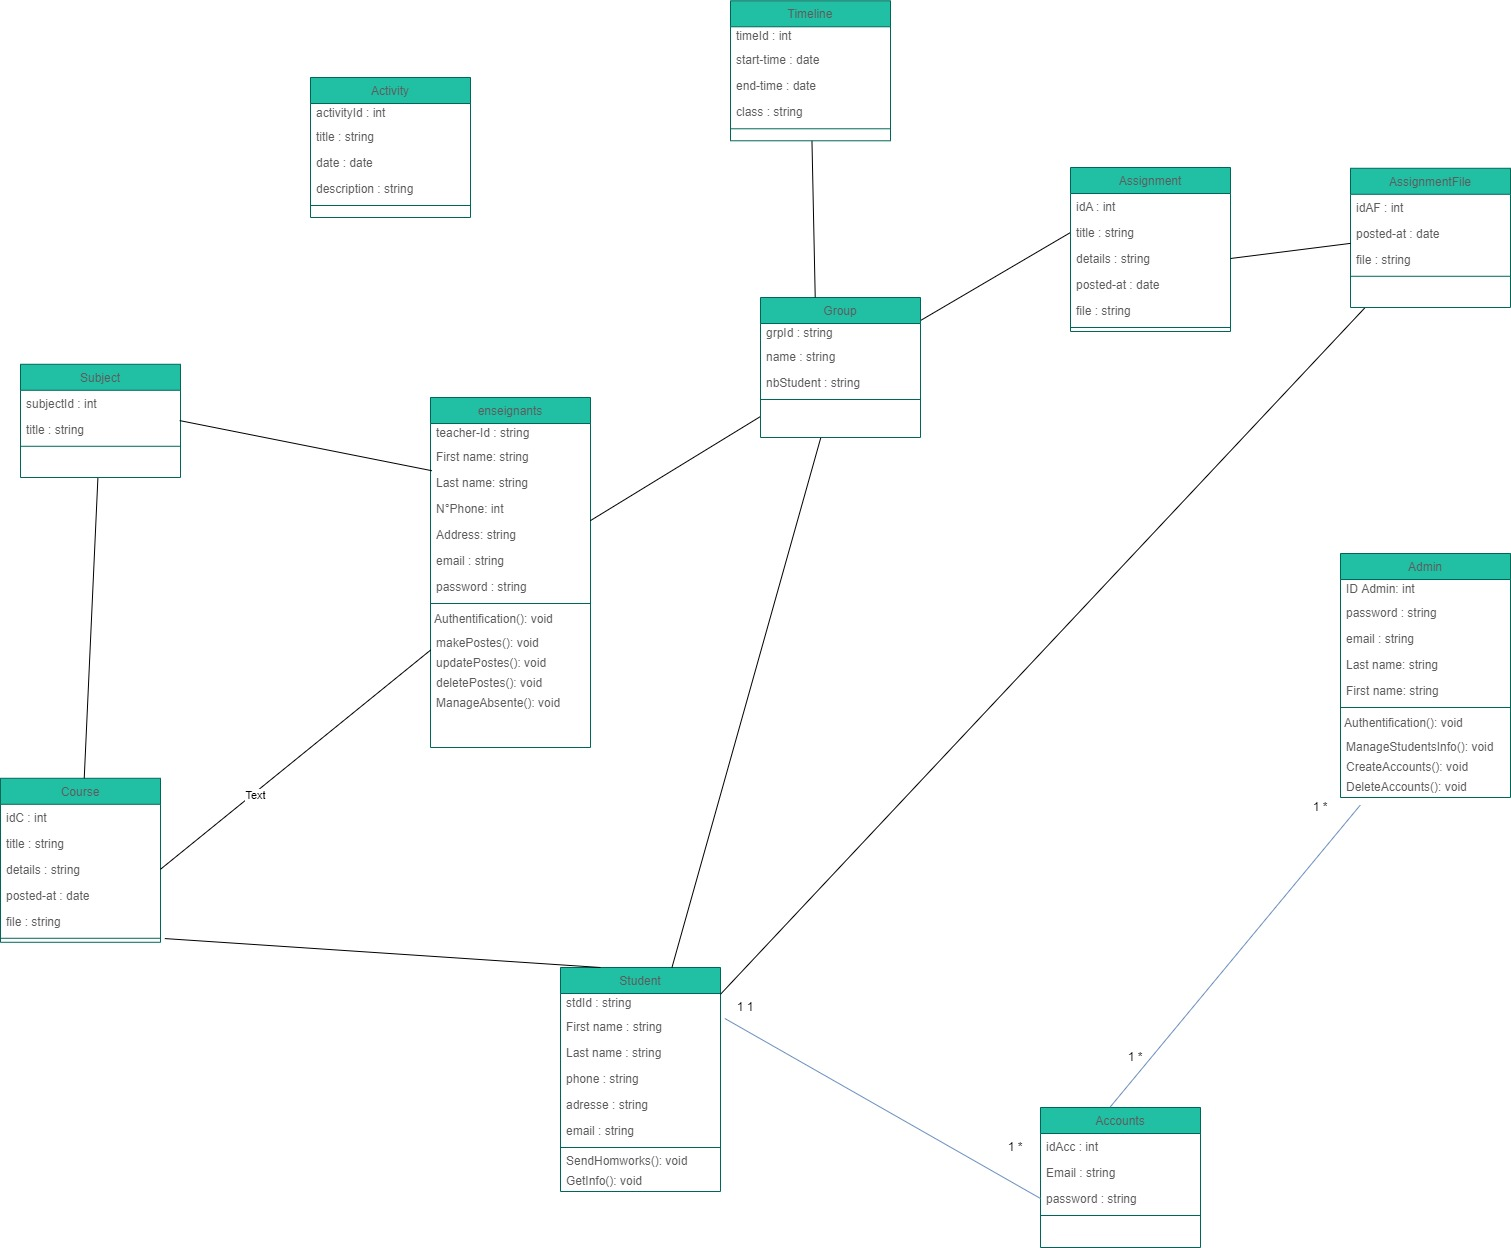 Timeline
timeId : int
start-time : date
end-time : date
class : string
Activity
activityId : int
title : string
date : date
description : string
Assignment
idA : int
title : string
details : string
posted-at : date
file : string
AssignmentFile
idAF : int
posted-at : date
file : string
Group
grpId : string
name : string
nbStudent : string
Subject
subjectId : int
title : string
enseignants
teacher-Id : string
First name: string
Last name: string
N°Phone: int
Address: string
email : string
password : string
Authentification(): void
makePostes(): void
updatePostes(): void
deletePostes(): void
ManageAbsente(): void
Admin
ID Admin: int
password : string
email : string
Last name: string
First name: string
Authentification(): void
ManageStudentsInfo(): void
CreateAccounts(): void
DeleteAccounts(): void
1 *
Text
Course
idC : int
title : string
details : string
posted-at : date
file : string
Student
stdId : string
First name : string
Last name : string
phone : string
adresse : string
email : string
SendHomworks(): void
GetInfo(): void
1 1
1 *
1 *
Accounts
idAcc : int
Email : string
password : string